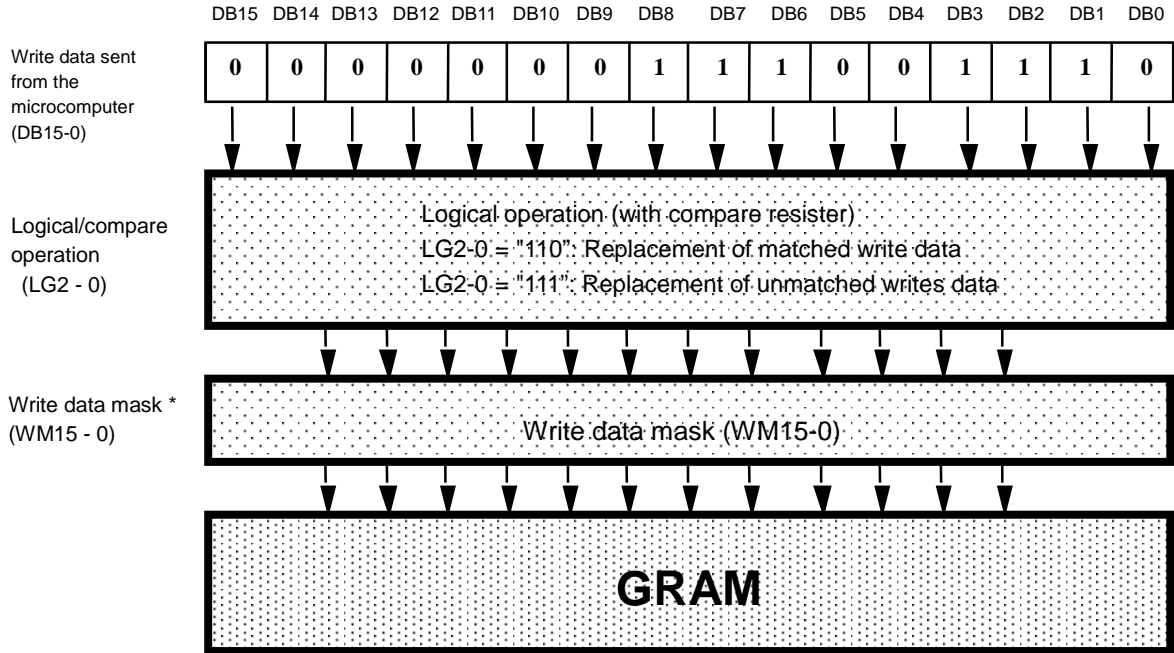 DB15 DB14 DB13 DB12 DB11 DB10 DB9 DB8 DB7 DB6 DB5 DB4 DB3 DB2 DB1 DB0
Write data sent
from the
microcomputer
(DB15-0)
0 0 0 0 0 0 0 1 1 1 0 0 1 1 1 0
Logical/compare
operation
(LG2 - 0)
Logical operation (with compare resister)
LG2-0 = "110”: Replacement of matched write data
LG2-0 = "111”: Replacement of unmatched writes data
Write data mask *
(WM15 - 0)
Write data mask (WM15-0)
GRAM